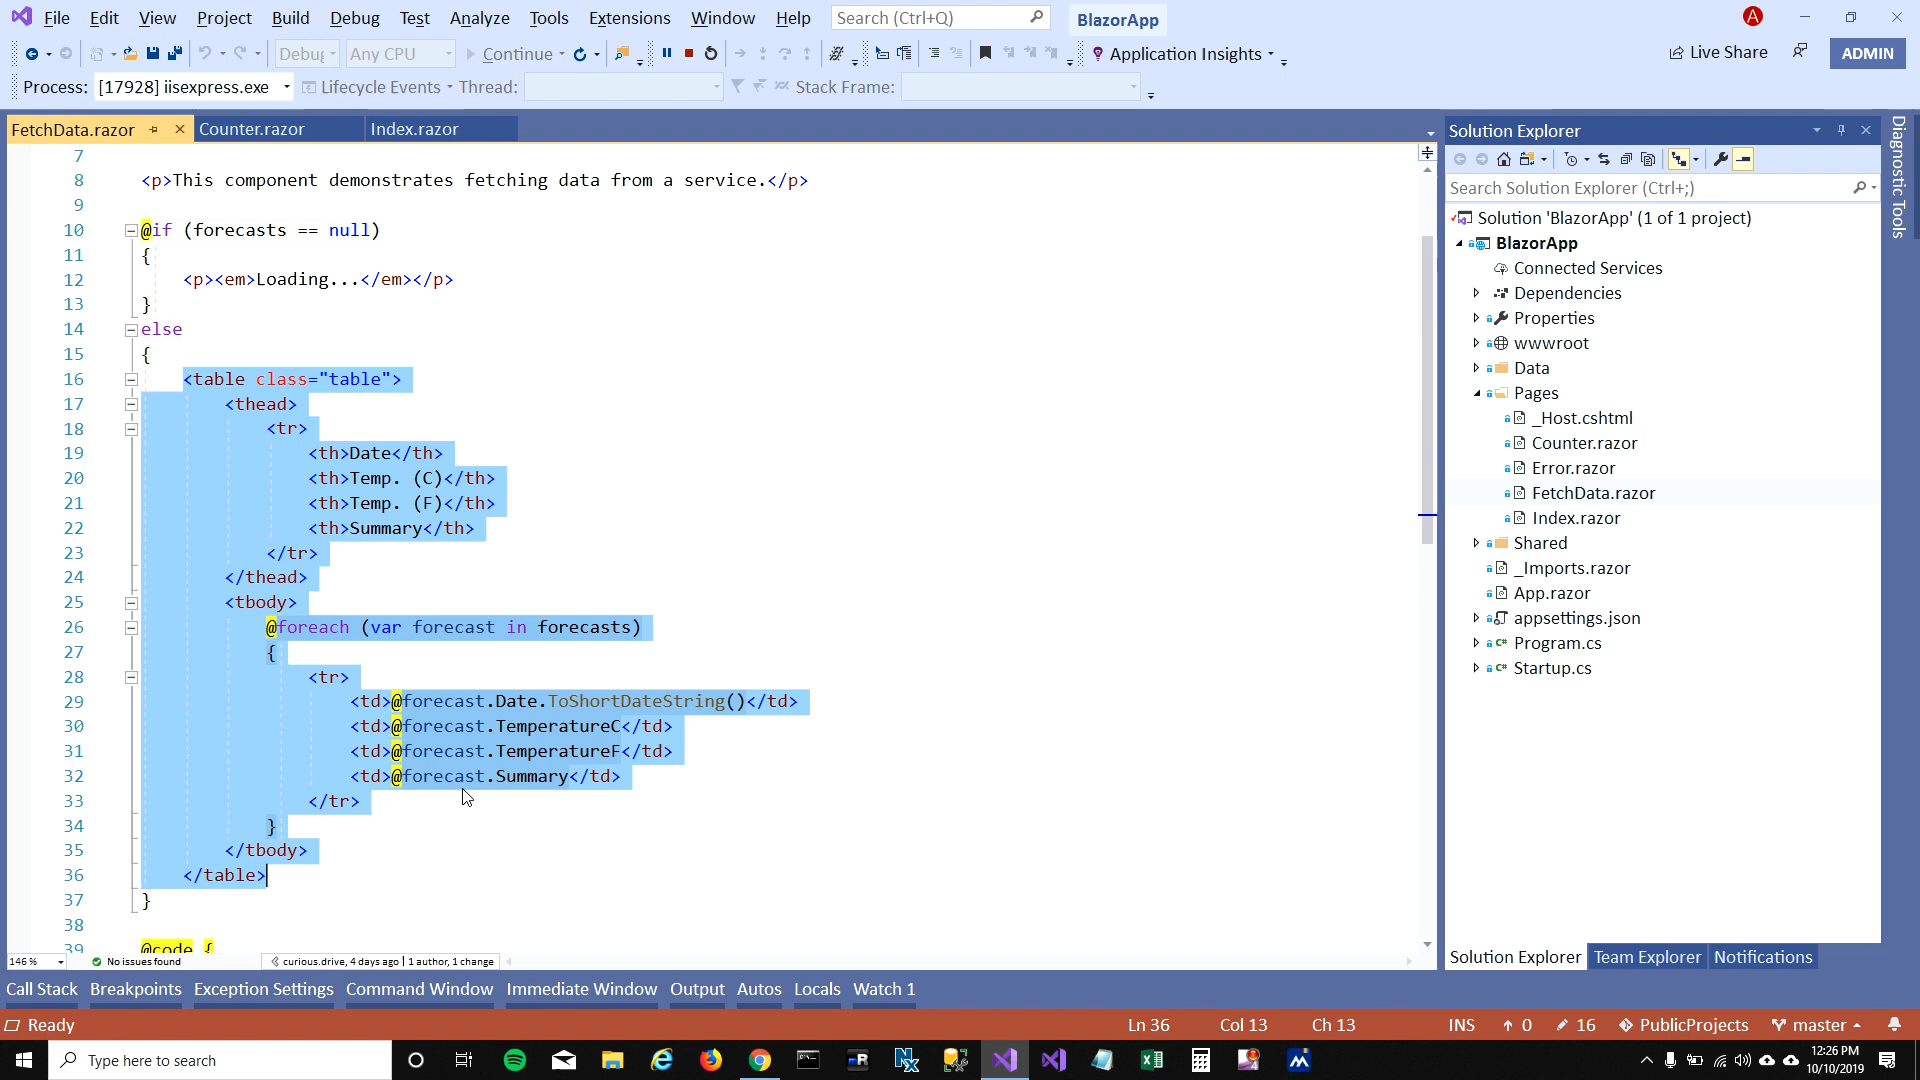 File Edit View Project Build Debug Test Analyze Tools Extensions Window Help Search (Ctrl+Q) BlazorApp A
Debug Any CPU Continue Application Insights Live Share ADMIN
Process: [17928] iisexpress.exe Lifecycle Events Thread: Stack Frame:
FetchData.razor Counter.razor Index.razor
7
8 <p>This component demonstrates fetching data from a service.</p>
9
10 @if (forecasts == null)
11 {
12 <p><em>Loading...</em></p>
13 }
14 else
15 {
16 <table class="table">
17 <thead>
18 <tr>
19 <th>Date</th>
20 <th>Temp. (C)</th>
21 <th>Temp. (F)</th>
22 <th>Summary</th>
23 </tr>
24 </thead>
25 <tbody>
26 @foreach (var forecast in forecasts)
27 {
28 <tr>
29 <td>@forecast.Date.ToShortDateString()</td>
30 <td>@forecast.TemperatureC</td>
31 <td>@forecast.TemperatureF</td>
32 <td>@forecast.Summary</td>
33 </tr>
34 }
35 </tbody>
36 </table>
37 }
38
39 @code {
146 % No issues found curious.drive, 4 days ago | 1 author, 1 change
Solution Explorer
Search Solution Explorer (Ctrl+;)
Solution 'BlazorApp' (1 of 1 project)
BlazorApp
Connected Services
Dependencies
Properties
wwwroot
Data
Pages
_Host.cshtml
Counter.razor
Error.razor
FetchData.razor
Index.razor
Shared
_Imports.razor
App.razor
appsettings.json
C# Program.cs
C# Startup.cs
Solution Explorer Team Explorer Notifications
Diagnostic Tools
Call Stack Breakpoints Exception Settings Command Window Immediate Window Output Autos Locals Watch 1
Ready Ln 36 Col 13 Ch 13 INS 0 16 PublicProjects master
Type here to search 12:26 PM
10/10/2019